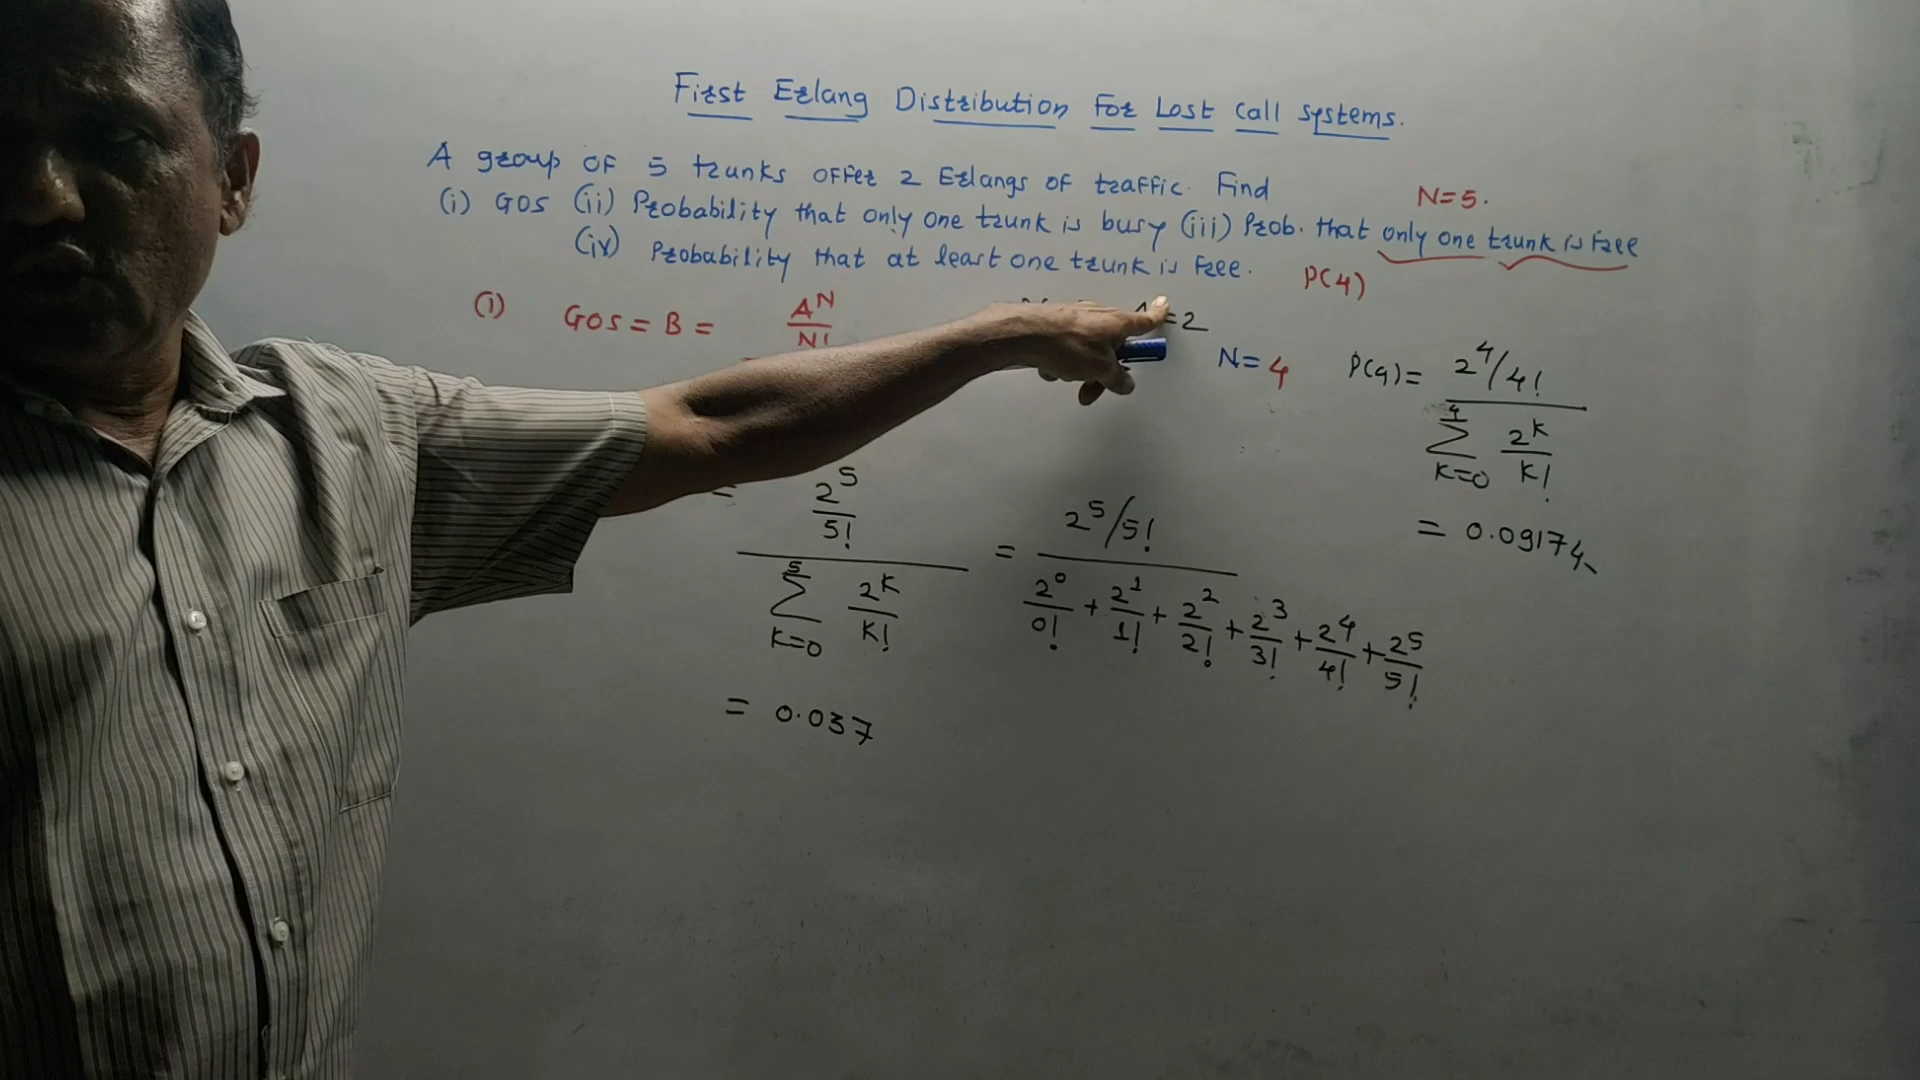 First Erlang Distribution For Lost call systems.
A group of 5 trunks offer 2 Erlangs of traffic. Find
N=5.
(i) GOS (ii) Probability that only one trunk is busy (iii) Prob. that only one trunk is free
(iv) Probability that at least one trunk is free.
P(4)
(i) GOS = B = A^N / N!
=2
N=4
P(4) = 2^4/4!
4 ∑ K=0 2^K / K!
= 0.09174
= 2^5 / 5!
5 ∑ K=0 2^K / K!
= 2^5/5!
2^0/0! + 2^1/1! + 2^2/2! + 2^3/3! + 2^4/4! + 2^5/5!
= 0.037